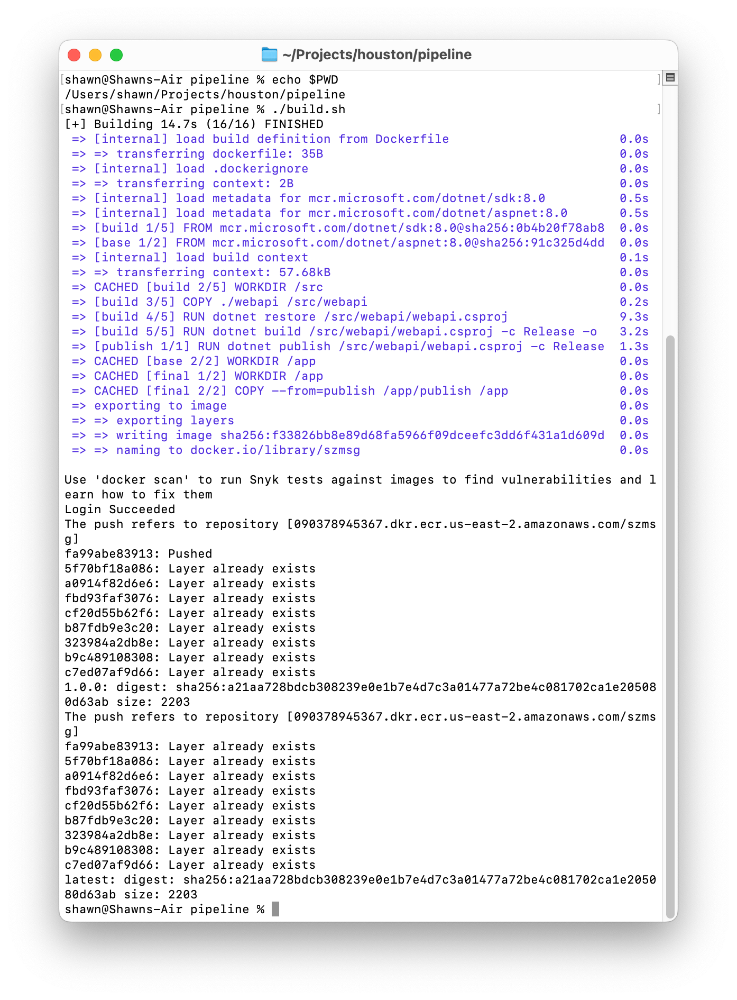 ~/Projects/houston/pipeline
[shawn@Shawns-Air pipeline % echo $PWD ]
/Users/shawn/Projects/houston/pipeline
[shawn@Shawns-Air pipeline % ./build.sh ]
[+] Building 14.7s (16/16) FINISHED
=> [internal] load build definition from Dockerfile 0.0s
=> => transferring dockerfile: 35B 0.0s
=> [internal] load .dockerignore 0.0s
=> => transferring context: 2B 0.0s
=> [internal] load metadata for mcr.microsoft.com/dotnet/sdk:8.0 0.5s
=> [internal] load metadata for mcr.microsoft.com/dotnet/aspnet:8.0 0.5s
=> [build 1/5] FROM mcr.microsoft.com/dotnet/sdk:8.0@sha256:0b4b20f78ab8 0.0s
=> [base 1/2] FROM mcr.microsoft.com/dotnet/aspnet:8.0@sha256:91c325d4dd 0.0s
=> [internal] load build context 0.1s
=> => transferring context: 57.68kB 0.0s
=> CACHED [build 2/5] WORKDIR /src 0.0s
=> [build 3/5] COPY ./webapi /src/webapi 0.2s
=> [build 4/5] RUN dotnet restore /src/webapi/webapi.csproj 9.3s
=> [build 5/5] RUN dotnet build /src/webapi/webapi.csproj -c Release -o 3.2s
=> [publish 1/1] RUN dotnet publish /src/webapi/webapi.csproj -c Release 1.3s
=> CACHED [base 2/2] WORKDIR /app 0.0s
=> CACHED [final 1/2] WORKDIR /app 0.0s
=> CACHED [final 2/2] COPY --from=publish /app/publish /app 0.0s
=> exporting to image 0.0s
=> => exporting layers 0.0s
=> => writing image sha256:f33826bb8e89d68fa5966f09dceefc3dd6f431a1d609d 0.0s
=> => naming to docker.io/library/szmsg 0.0s
Use 'docker scan' to run Snyk tests against images to find vulnerabilities and l
earn how to fix them
Login Succeeded
The push refers to repository [090378945367.dkr.ecr.us-east-2.amazonaws.com/szms
g]
fa99abe83913: Pushed
5f70bf18a086: Layer already exists
a0914f82d6e6: Layer already exists
fbd93faf3076: Layer already exists
cf20d55b62f6: Layer already exists
b87fdb9e3c20: Layer already exists
323984a2db8e: Layer already exists
b9c489108308: Layer already exists
c7ed07af9d66: Layer already exists
1.0.0: digest: sha256:a21aa728bdcb308239e0e1b7e4d7c3a01477a72be4c081702ca1e20508
0d63ab size: 2203
The push refers to repository [090378945367.dkr.ecr.us-east-2.amazonaws.com/szms
g]
fa99abe83913: Layer already exists
5f70bf18a086: Layer already exists
a0914f82d6e6: Layer already exists
fbd93faf3076: Layer already exists
cf20d55b62f6: Layer already exists
b87fdb9e3c20: Layer already exists
323984a2db8e: Layer already exists
b9c489108308: Layer already exists
c7ed07af9d66: Layer already exists
latest: digest: sha256:a21aa728bdcb308239e0e1b7e4d7c3a01477a72be4c081702ca1e2050
80d63ab size: 2203
shawn@Shawns-Air pipeline %